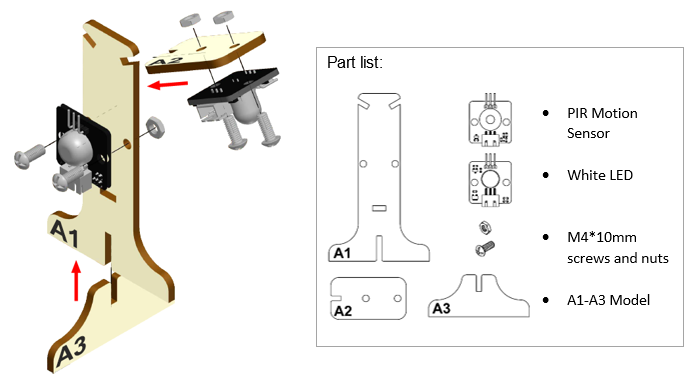 A2
A1
A3
Part list:
A1
A2
A3
PIR Motion
Sensor
White LED
M4*10mm
screws and nuts
A1-A3 Model